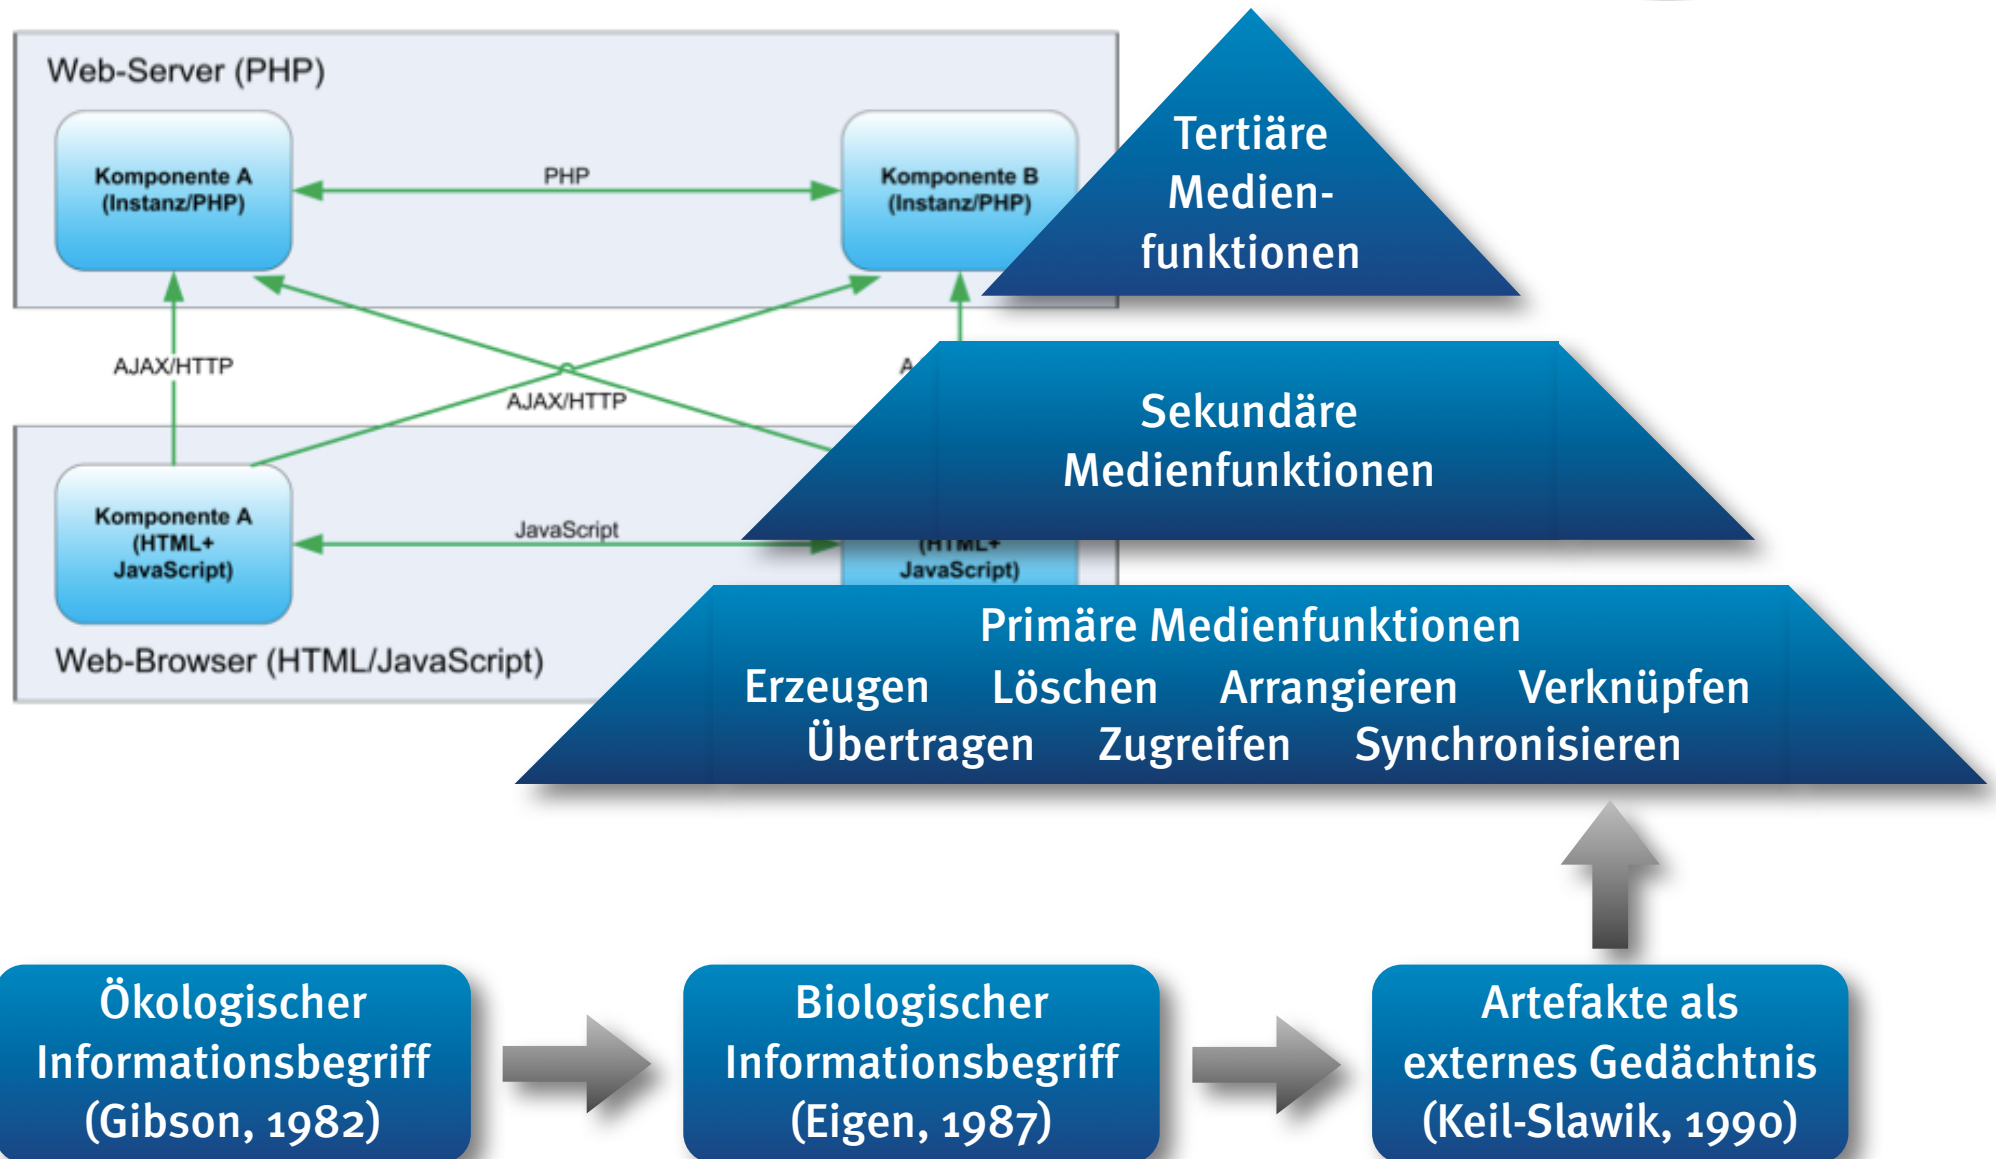 Web-Server (PHP)
Komponente A
(Instanz/PHP)
PHP
Komponente B
(Instanz/PHP)
AJAX/HTTP
AJAX/HTTP
Komponente A
(HTML+
JavaScript)
JavaScript
(HTML+
JavaScript)
Web-Browser (HTML/JavaScript)
Tertiäre
Medien-
funktionen
Sekundäre
Medienfunktionen
Primäre Medienfunktionen
Erzeugen Löschen Arrangieren Verknüpfen
Übertragen Zugreifen Synchronisieren
Ökologischer
Informationsbegriff
(Gibson, 1982)
Biologischer
Informationsbegriff
(Eigen, 1987)
Artefakte als
externes Gedächtnis
(Keil-Slawik, 1990)